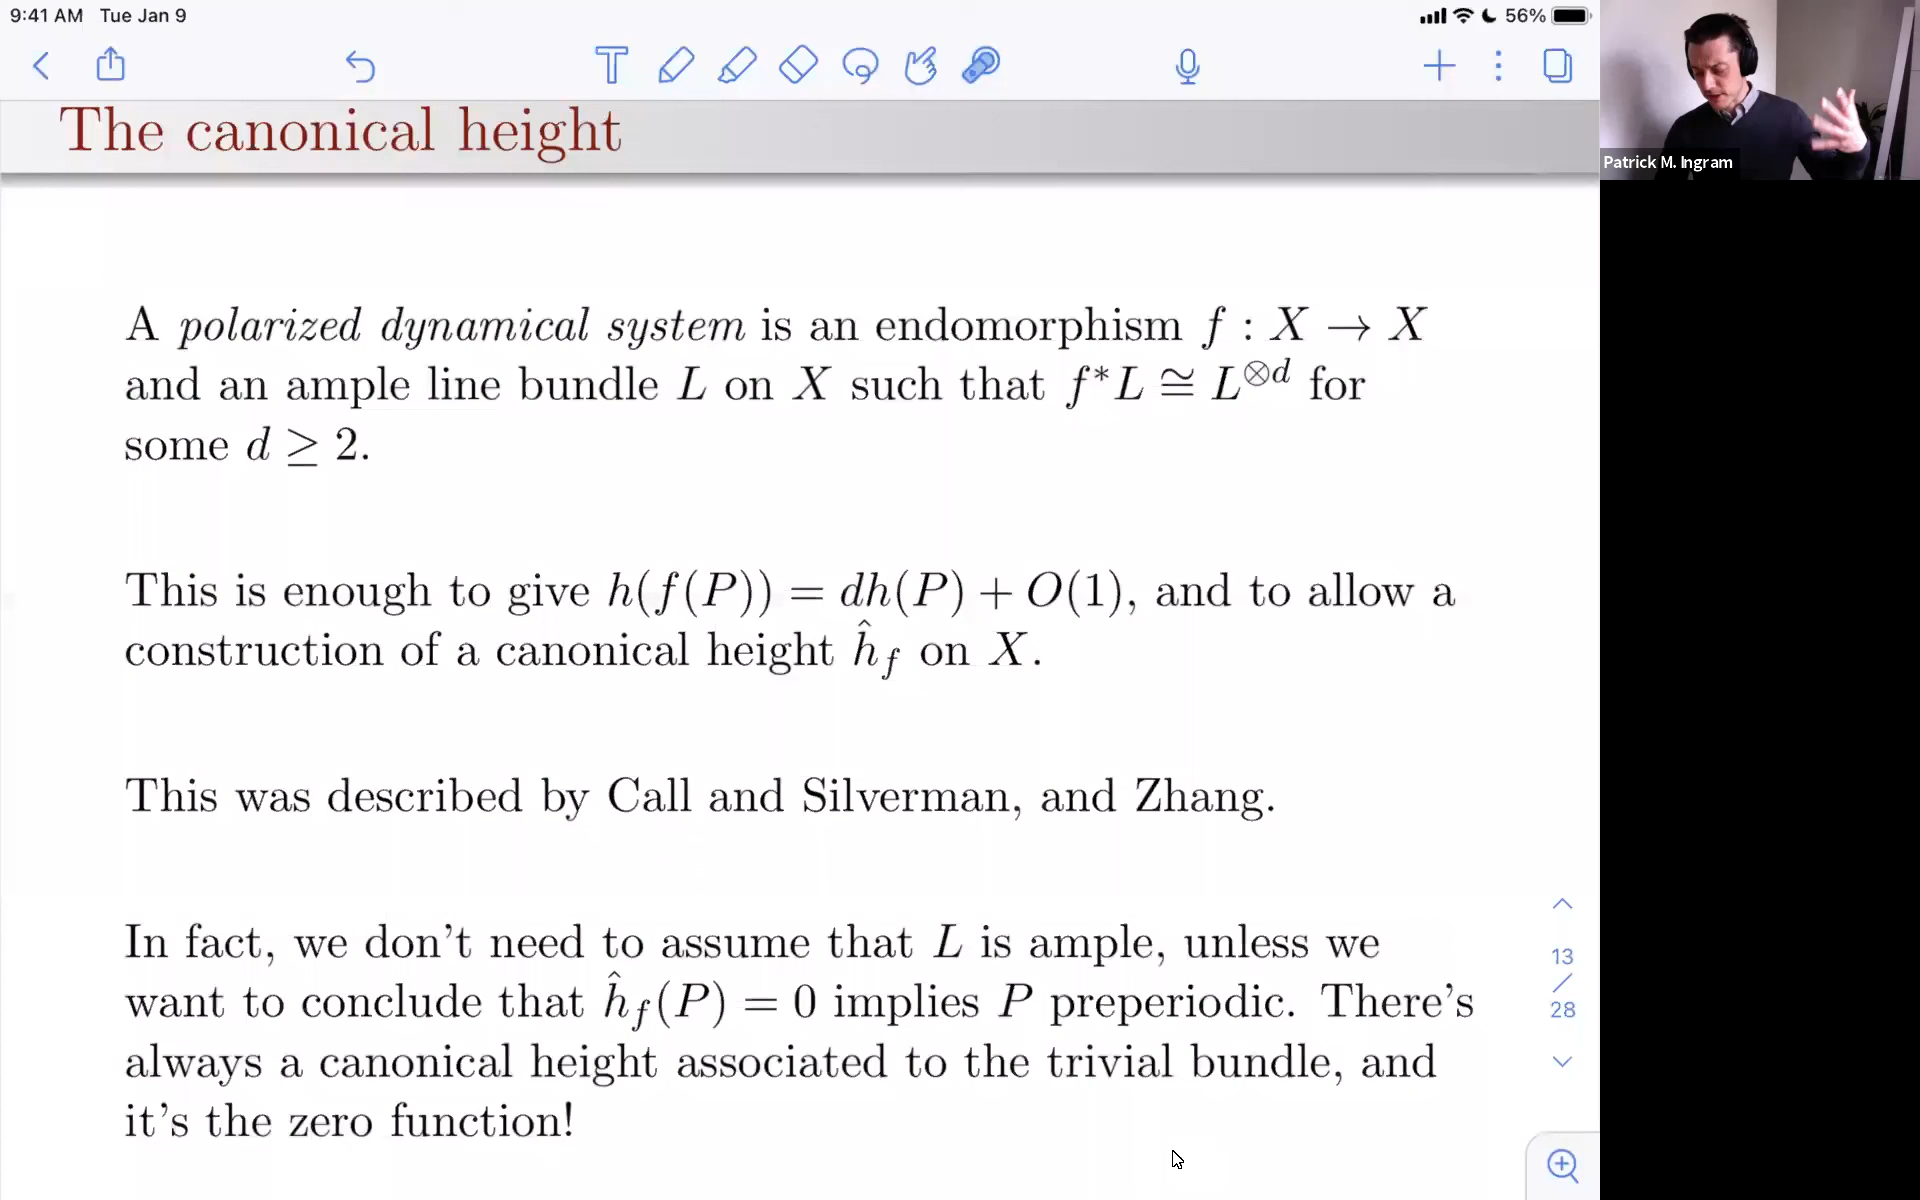 9:41 AM Tue Jan 9
56%
The canonical height
Patrick M. Ingram
A polarized dynamical system is an endomorphism f : X → X
and an ample line bundle L on X such that f*L ≅ L^{⊗d} for
some d ≥ 2.
This is enough to give h(f(P)) = dh(P) + O(1), and to allow a
construction of a canonical height ĥ_f on X.
This was described by Call and Silverman, and Zhang.
In fact, we don't need to assume that L is ample, unless we
want to conclude that ĥ_f(P) = 0 implies P preperiodic. There's
always a canonical height associated to the trivial bundle, and
it's the zero function!
13
/
28